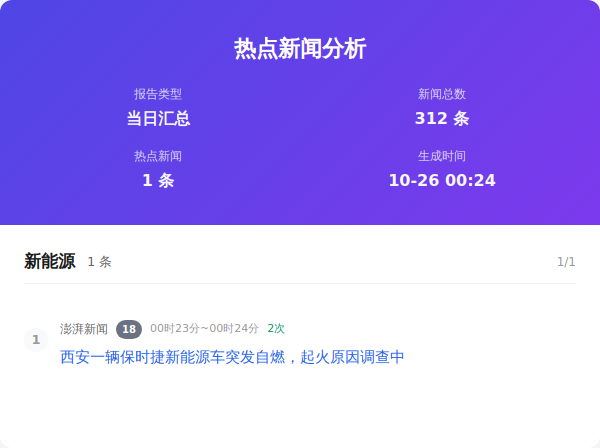 热点新闻分析
报告类型
当日汇总
新闻总数
312 条
热点新闻
1 条
生成时间
10-26 00:24
新能源 1 条 1/1
1
澎湃新闻 18 00时23分~00时24分 2次
西安一辆保时捷新能源车突发自燃，起火原因调查中